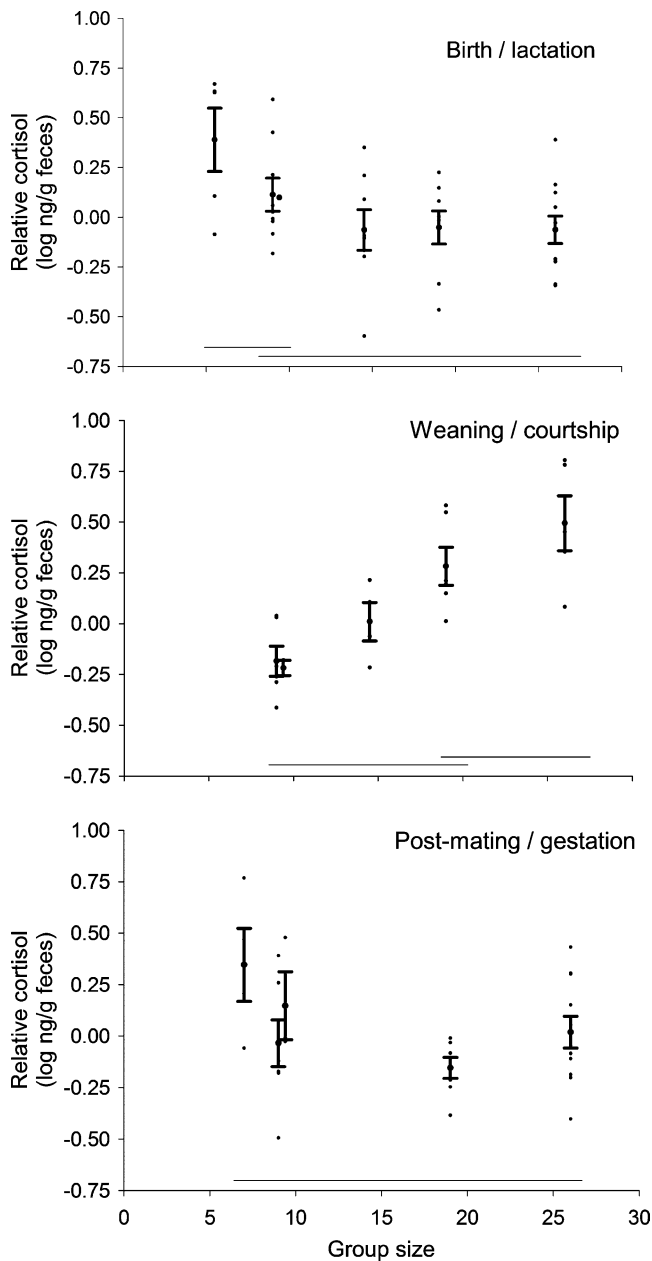 1.00
Birth / lactation
0.75
0.50
0.25
0.00
-0.25
-0.50
-0.75
Relative cortisol
(log ng/g feces)
1.00
Weaning / courtship
0.75
0.50
0.25
0.00
-0.25
-0.50
-0.75
Relative cortisol
(log ng/g feces)
1.00
Post-mating / gestation
0.75
0.50
0.25
0.00
-0.25
-0.50
-0.75
Relative cortisol
(log ng/g feces)
0 5 10 15 20 25 30
Group size